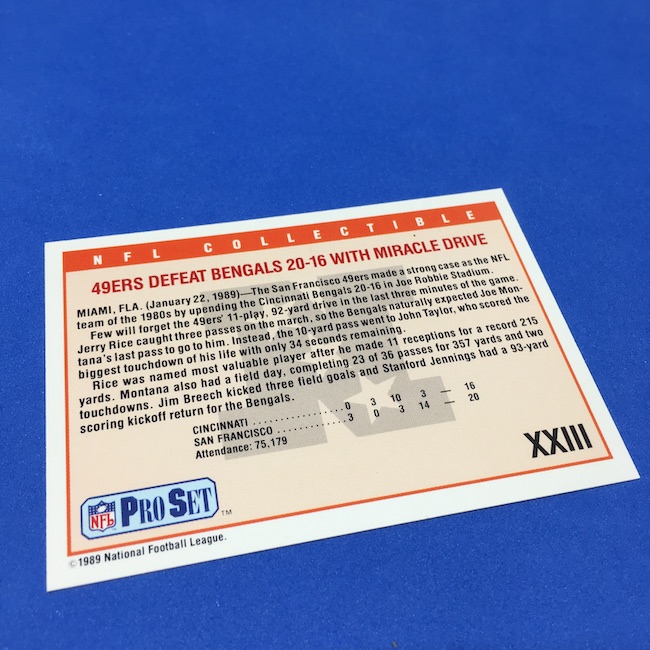 NFL COLLECTIBLE
49ERS DEFEAT BENGALS 20-16 WITH MIRACLE DRIVE
MIAMI, FLA. (January 22, 1989)—The San Francisco 49ers made a strong case as the NFL
team of the 1980s by upending the Cincinnati Bengals 20-16 in Joe Robbie Stadium.
Few will forget the 49ers' 11-play, 92-yard drive in the last three minutes of the game.
Jerry Rice caught three passes on the march, so the Bengals naturally expected Joe Mon-
tana's last pass to go to him. Instead, the 10-yard pass went to John Taylor, who scored the
biggest touchdown of his life with only 34 seconds remaining.
Rice was named most valuable player after he made 11 receptions for a record 215
yards. Montana also had a field day, completing 23 of 36 passes for 357 yards and two
touchdowns. Jim Breech kicked three field goals and Stanford Jennings had a 93-yard
scoring kickoff return for the Bengals.
CINCINNATI . . . . . . . . . . . . . . . . 0 3 10 3 — 16
SAN FRANCISCO . . . . . . . . . . . . . 3 0 3 14 — 20
Attendance: 75,179
XXIII
NFL PRO SET ™
©1989 National Football League.